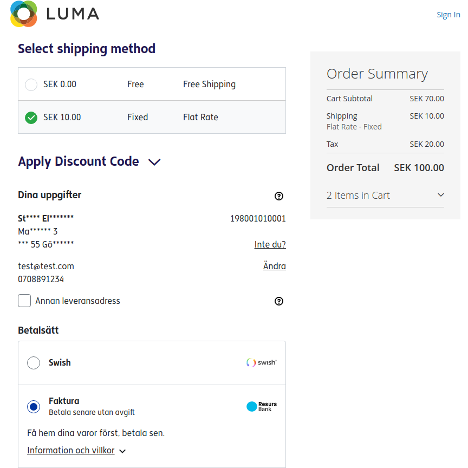 LUMA
Sign In
Select shipping method
SEK 0.00 Free Free Shipping
SEK 10.00 Fixed Flat Rate
Apply Discount Code
Dina uppgifter
St**** El******* 198001010001
Ma****** 3
*** 55 Gö****** Inte du?
test@test.com Ändra
0708891234
Annan leveransadress
Betalsätt
Swish swish
Faktura
Betala senare utan avgift
Resurs
Bank
Få hem dina varor först, betala sen.
Information och villkor
Order Summary
Cart Subtotal SEK 70.00
Shipping SEK 10.00
Flat Rate - Fixed
Tax SEK 20.00
Order Total SEK 100.00
2 Items in Cart